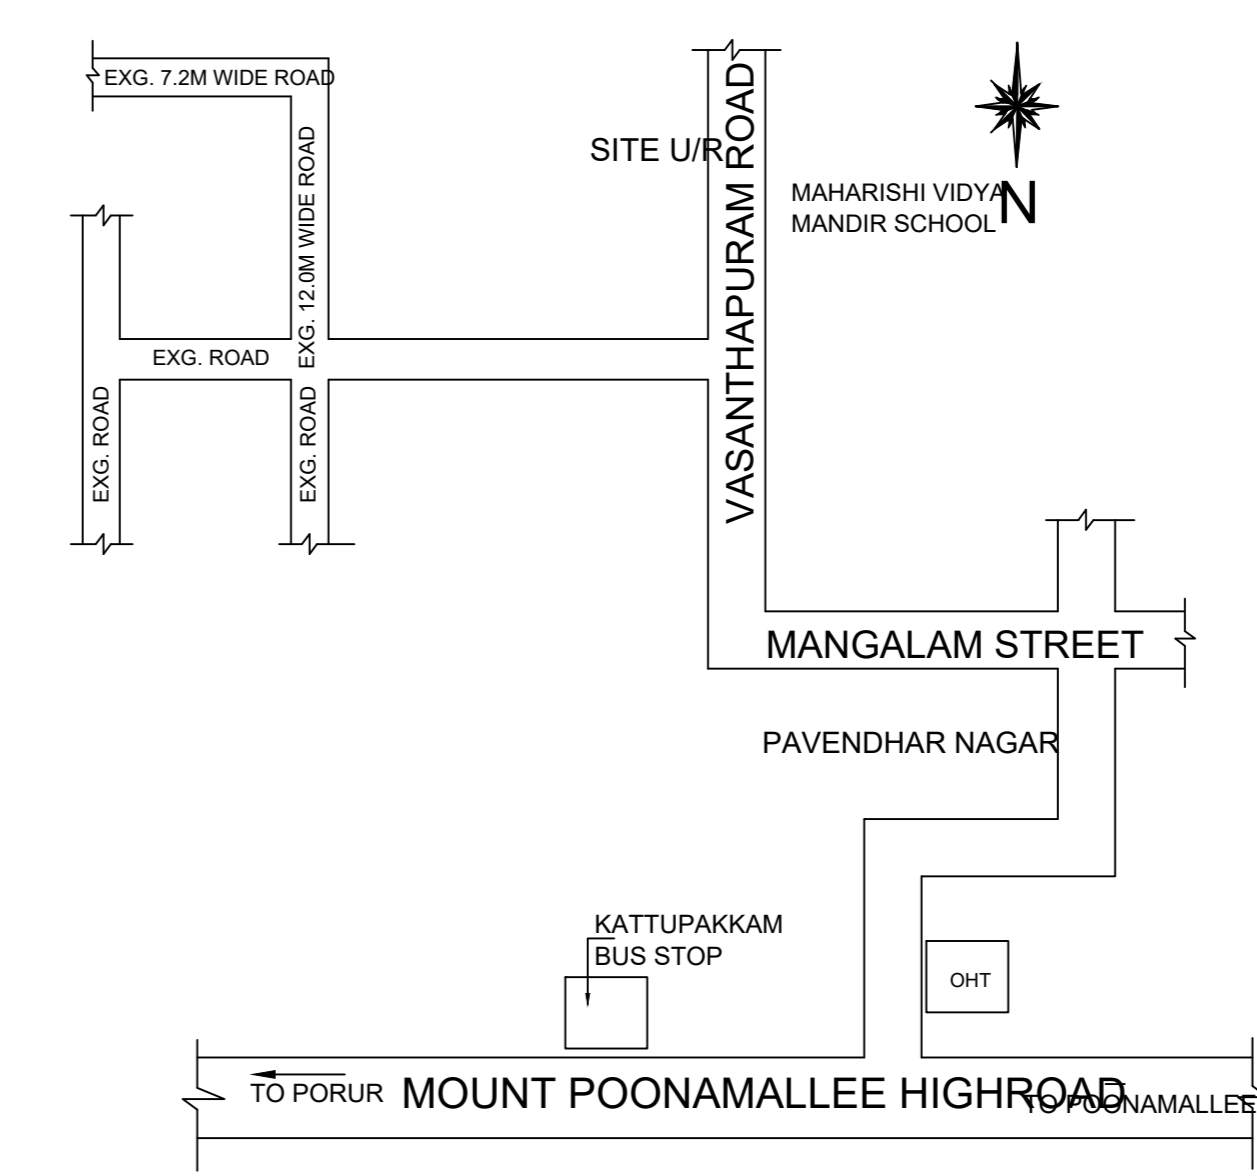 EXG. 7.2M WIDE ROAD
EXG. 12.0M WIDE ROAD
SITE U/R
VASANTHAPURAM ROAD
MAHARISHI VIDYA
MANDIR SCHOOL
N
EXG. ROAD
EXG. ROAD
EXG. ROAD
MANGALAM STREET
PAVENDHAR NAGAR
KATTUPAKKAM
BUS STOP
OHT
TO PORUR
MOUNT POONAMALLEE HIGHROAD
TO POONAMALLEE